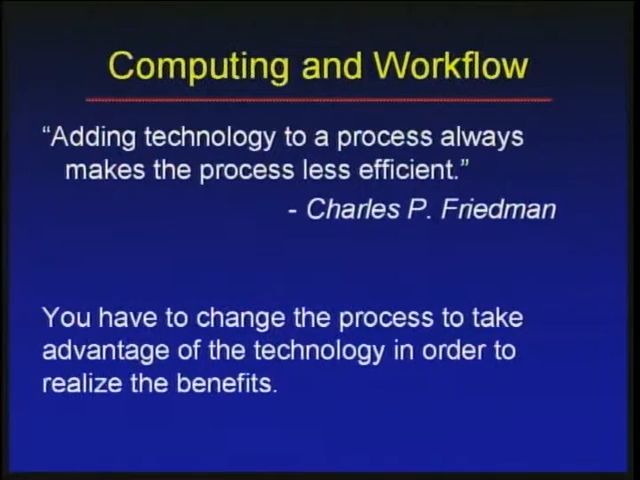 Computing and Workflow
“Adding technology to a process always
makes the process less efficient.”
- Charles P. Friedman
You have to change the process to take
advantage of the technology in order to
realize the benefits.